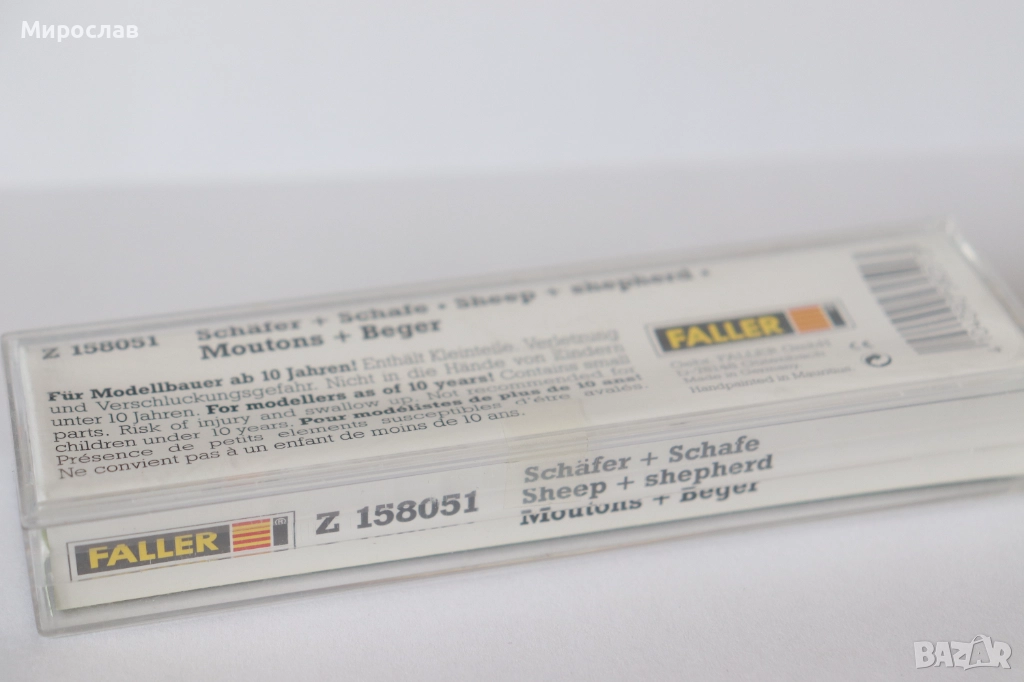 Мирослав
Z 158051
Schäfer + Schafe • Sheep + shepherd •
Moutons + Beger
Für Modellbauer ab 10 Jahren! Enthält Kleinteile. Verletzung
und Verschluckungsgefahr. Nicht in die Hände von Kindern
unter 10 Jahren. For modellers as of 10 years! Contains small
parts. Risk of injury and swallow up. Not recommended for
children under 10 years. Pour modélistes de plus de 10 ans!
Présence de petits elements susceptibles d'être avalés.
Ne convient pas à un enfant de moins de 10 ans.
FALLER
FALLER GmbH
Made in Germany
Handpainted in Mauritius
CE
FALLER
Z 158051
Schäfer + Schafe
Sheep + shepherd
Moutons + Beger
BAZAR